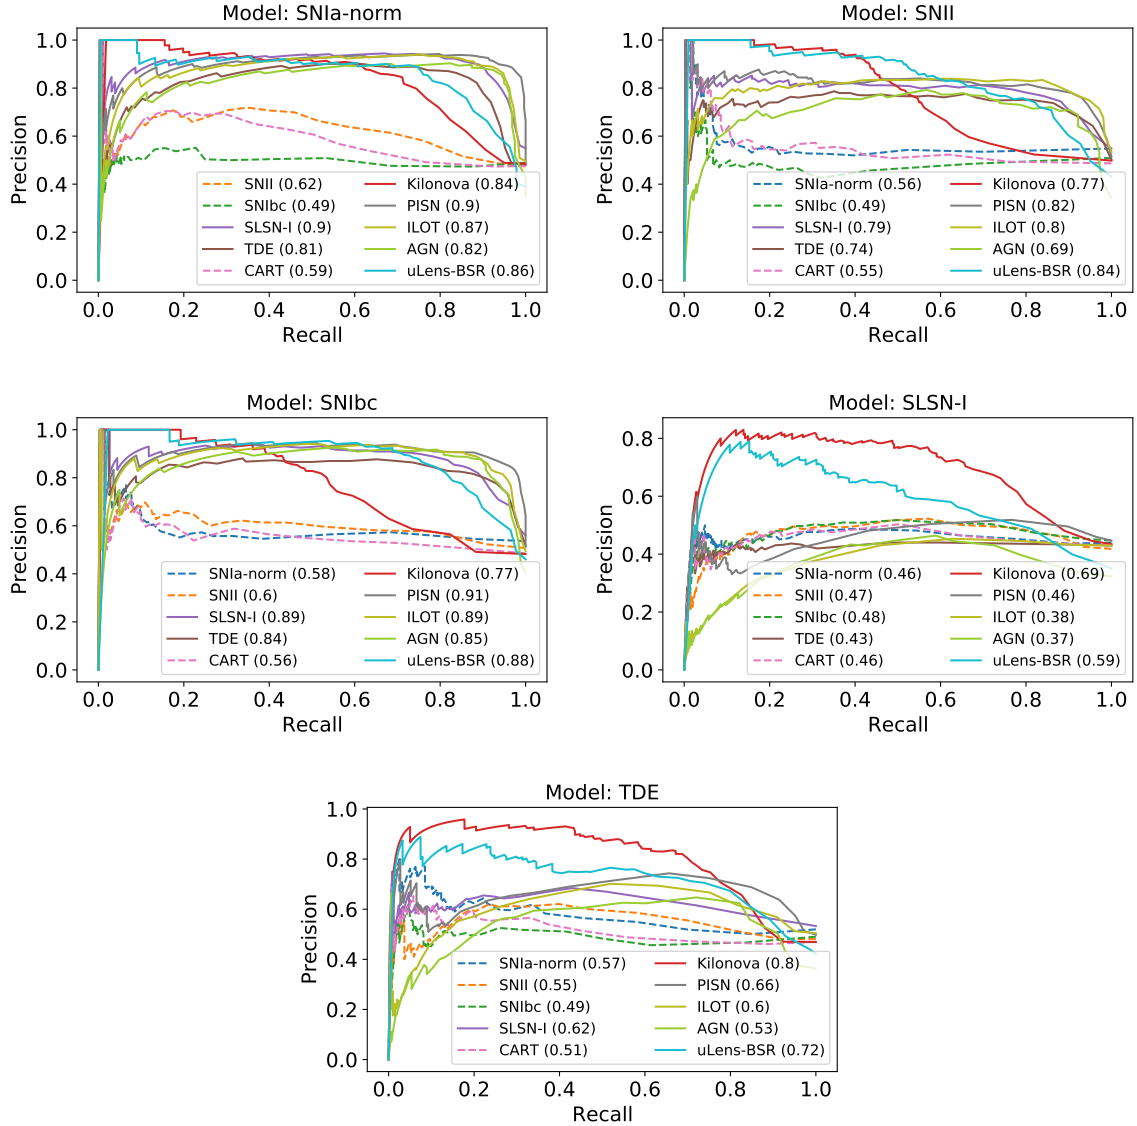 Model: SNIa-norm
Precision
1.0
0.8
0.6
0.4
0.2
0.0
SNII (0.62)
SNIbc (0.49)
SLSN-I (0.9)
TDE (0.81)
CART (0.59)
Kilonova (0.84)
PISN (0.9)
ILOT (0.87)
AGN (0.82)
uLens-BSR (0.86)
0.0 0.2 0.4 0.6 0.8 1.0
Recall
Model: SNII
Precision
1.0
0.8
0.6
0.4
0.2
0.0
SNIa-norm (0.56)
SNIbc (0.49)
SLSN-I (0.79)
TDE (0.74)
CART (0.55)
Kilonova (0.77)
PISN (0.82)
ILOT (0.8)
AGN (0.69)
uLens-BSR (0.84)
0.0 0.2 0.4 0.6 0.8 1.0
Recall
Model: SNIbc
Precision
1.0
0.8
0.6
0.4
0.2
0.0
SNIa-norm (0.58)
SNII (0.6)
SLSN-I (0.89)
TDE (0.84)
CART (0.56)
Kilonova (0.77)
PISN (0.91)
ILOT (0.89)
AGN (0.85)
uLens-BSR (0.88)
0.0 0.2 0.4 0.6 0.8 1.0
Recall
Model: SLSN-I
Precision
0.8
0.6
0.4
0.2
0.0
SNIa-norm (0.46)
SNII (0.47)
SNIbc (0.48)
TDE (0.43)
CART (0.46)
Kilonova (0.69)
PISN (0.46)
ILOT (0.38)
AGN (0.37)
uLens-BSR (0.59)
0.0 0.2 0.4 0.6 0.8 1.0
Recall
Model: TDE
Precision
1.0
0.8
0.6
0.4
0.2
0.0
SNIa-norm (0.57)
SNII (0.55)
SNIbc (0.49)
SLSN-I (0.62)
CART (0.51)
Kilonova (0.8)
PISN (0.66)
ILOT (0.6)
AGN (0.53)
uLens-BSR (0.72)
0.0 0.2 0.4 0.6 0.8 1.0
Recall